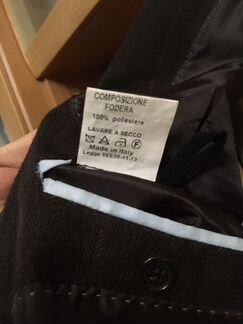 COMPOSIZIONE
FODERA
100% poliestere
LAVARE A SECCO
Made in Italy
Legge 883/26-11-73